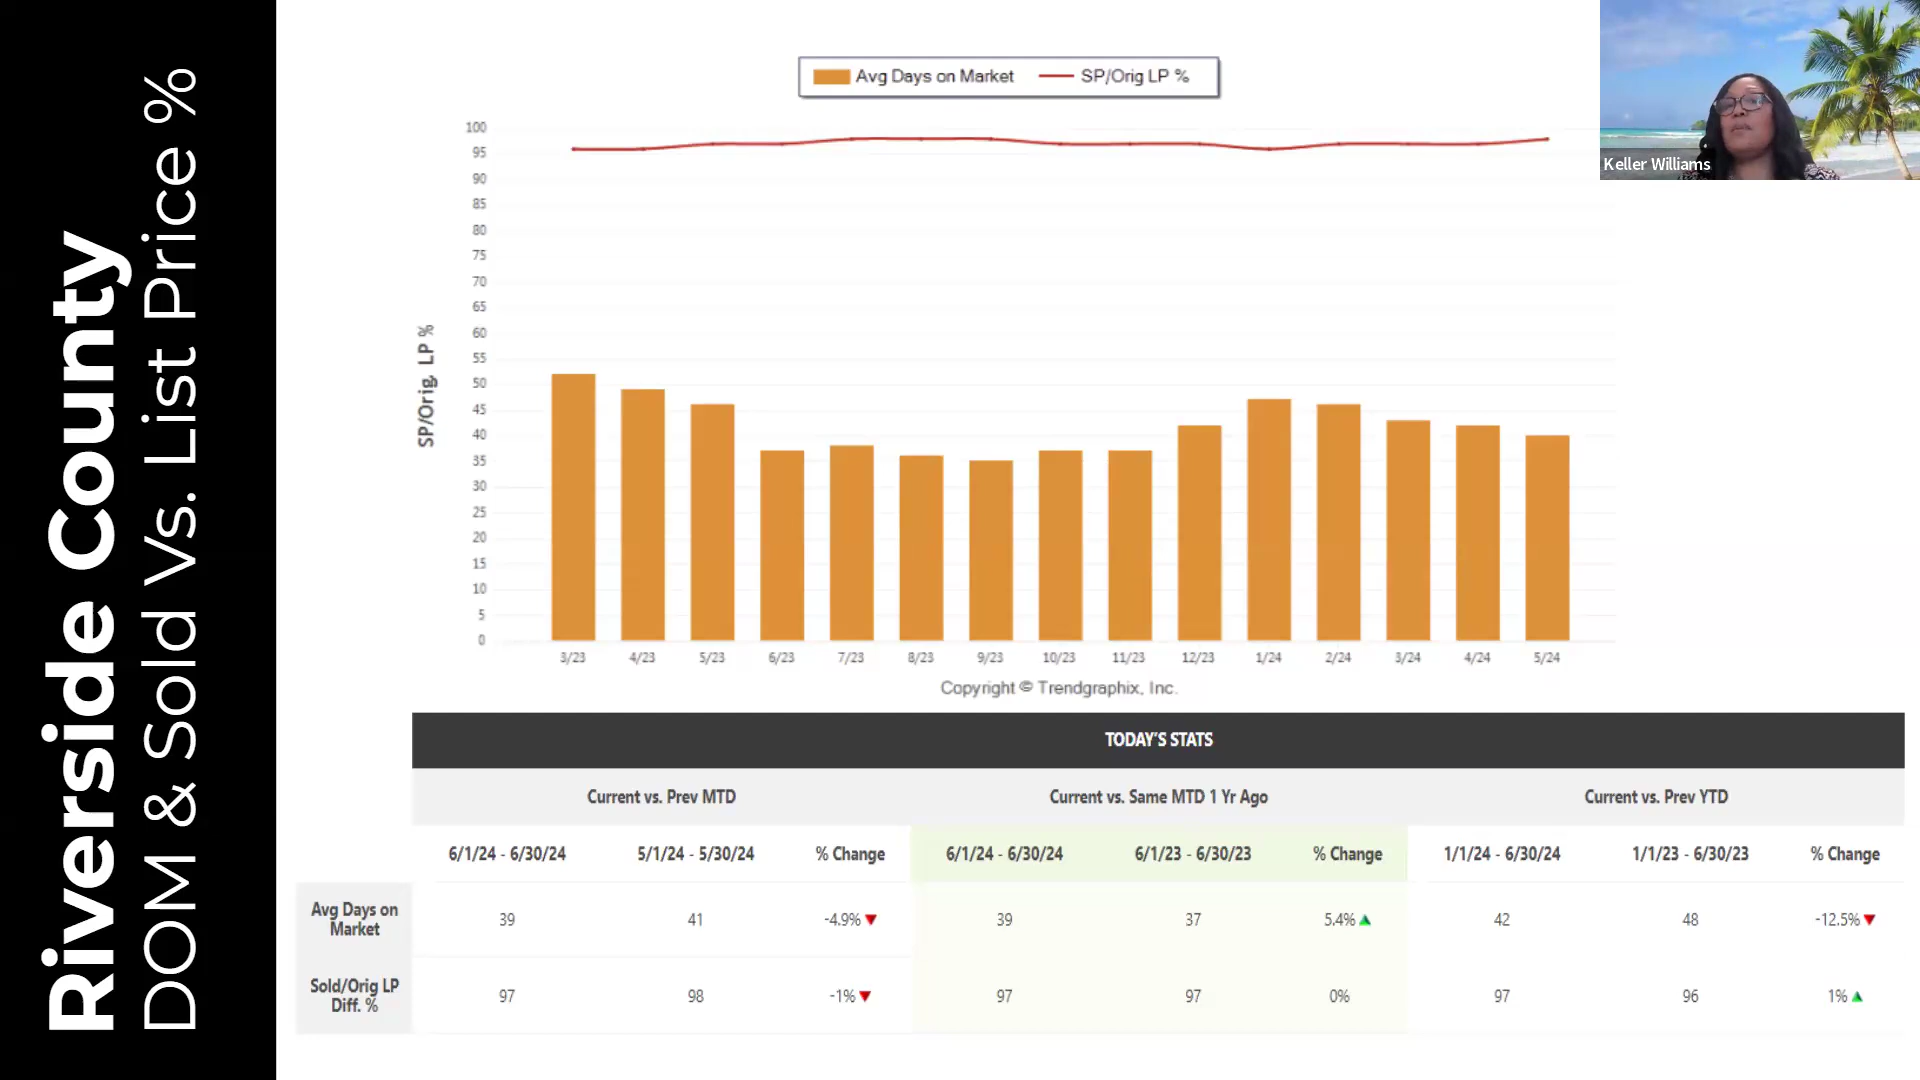 Riverside County
DOM & Sold Vs. List Price %
Avg Days on Market SP/Orig LP %
Keller Williams
SP/Orig. LP %
100
95
90
85
80
75
70
65
60
55
50
45
40
35
30
25
20
15
10
5
0
3/23 4/23 5/23 6/23 7/23 8/23 9/23 10/23 11/23 12/23 1/24 2/24 3/24 4/24 5/24
Copyright © Trendgraphix, Inc.
TODAY'S STATS
Current vs. Prev MTD Current vs. Same MTD 1 Yr Ago Current vs. Prev YTD
6/1/24 - 6/30/24 5/1/24 - 5/30/24 % Change 6/1/24 - 6/30/24 6/1/23 - 6/30/23 % Change 1/1/24 - 6/30/24 1/1/23 - 6/30/23 % Change
Avg Days on
Market
39 41 -4.9% 39 37 5.4% 42 48 -12.5%
Sold/Orig LP
Diff. %
97 98 -1% 97 97 0% 97 96 1%